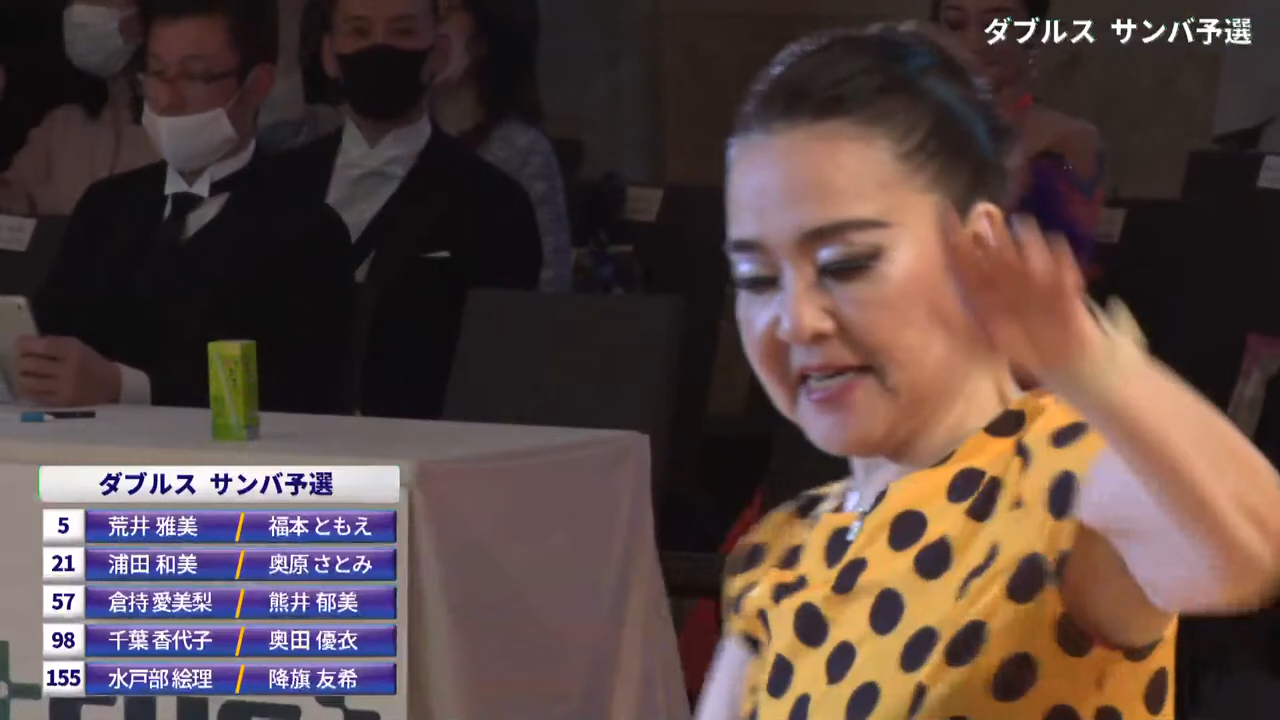 ダブルス サンバ予選
ダブルス サンバ予選
5 荒井 雅美 / 福本 ともえ
21 浦田 和美 / 奥原 さとみ
57 倉持 愛美梨 / 熊井 郁美
98 千葉 香代子 / 奥田 優衣
155 水戸部 絵理 / 降旗 友希